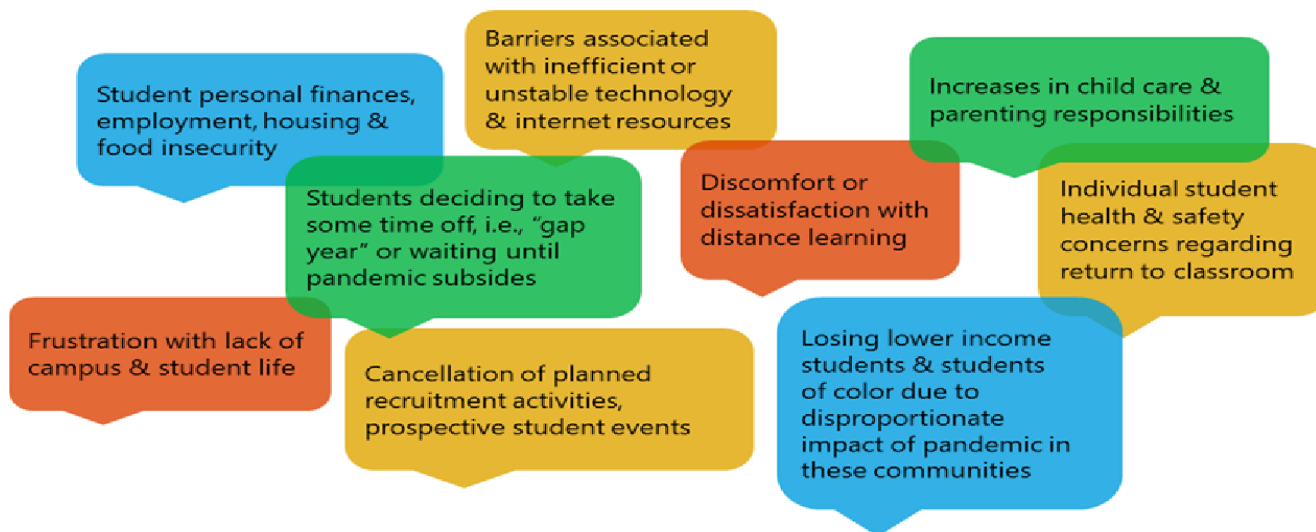 Student personal finances,
employment, housing &
food insecurity
Barriers associated
with inefficient or
unstable technology
& internet resources
Increases in child care &
parenting responsibilities
Students deciding to take
some time off, i.e., “gap
year” or waiting until
pandemic subsides
Discomfort or
dissatisfaction with
distance learning
Individual student
health & safety
concerns regarding
return to classroom
Frustration with lack of
campus & student life
Cancellation of planned
recruitment activities,
prospective student events
Losing lower income
students & students
of color due to
disproportionate
impact of pandemic in
these communities